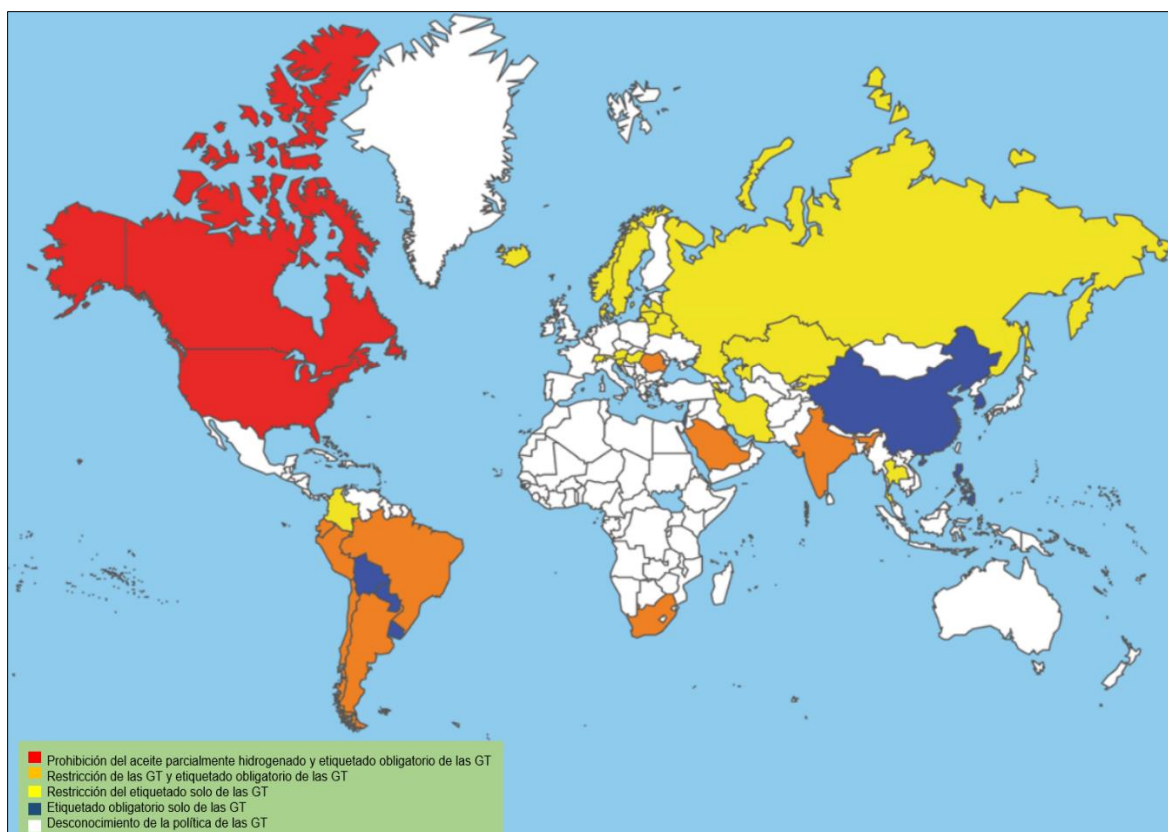 Prohibición del aceite parcialmente hidrogenado y etiquetado obligatorio de las GT
Restricción de las GT y etiquetado obligatorio de las GT
Restricción del etiquetado solo de las GT
Etiquetado obligatorio solo de las GT
Desconocimiento de la política de las GT